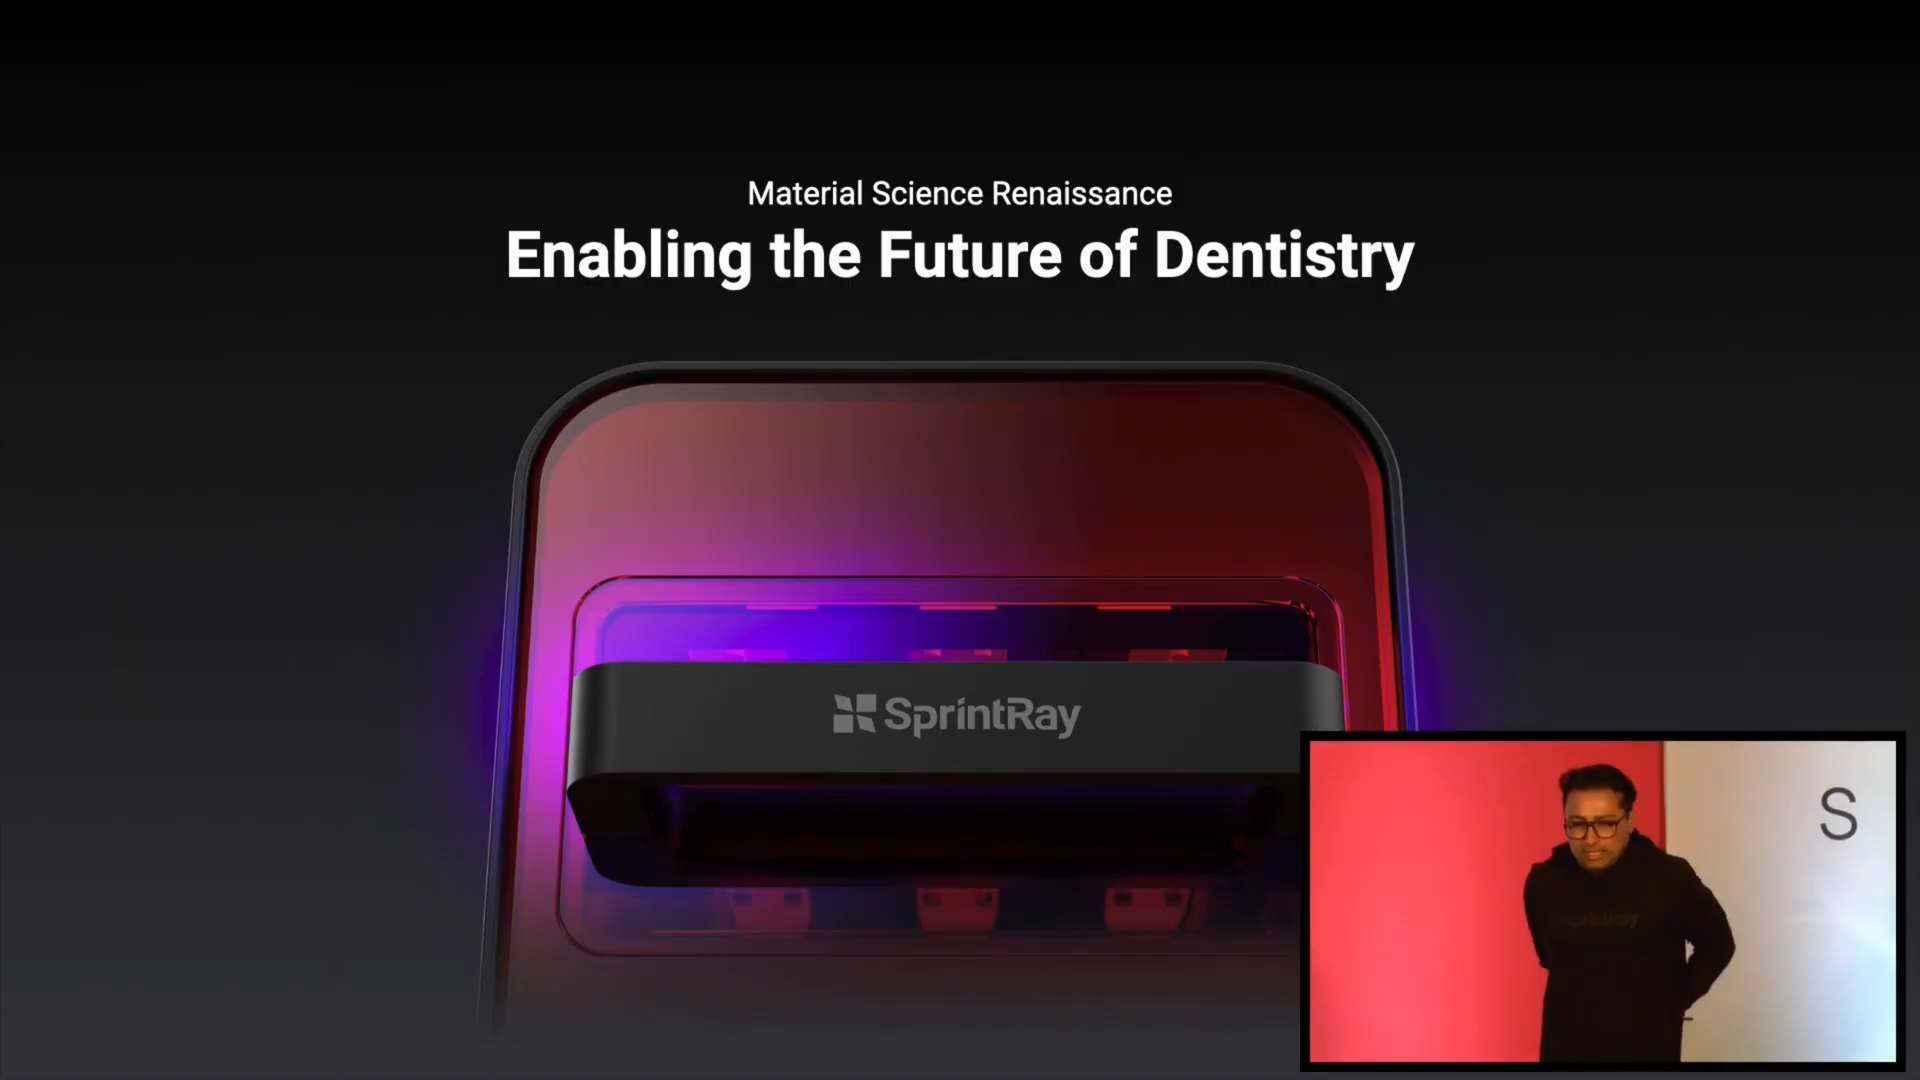 Material Science Renaissance
Enabling the Future of Dentistry
SprintRay
S